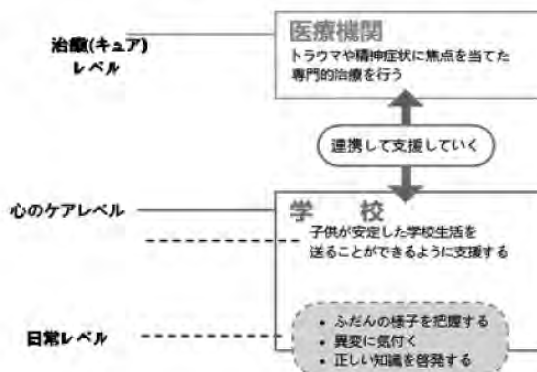 治療(キュア)
レベル
医療機関
トラウマや精神症状に焦点を当てた
専門的治療を行う
連携して支援していく
心のケアレベル
学 校
子供が安定した学校生活を
送ることができるように支援する
日常レベル
• ふだんの様子を把握する
• 異変に気付く
• 正しい知識を啓発する